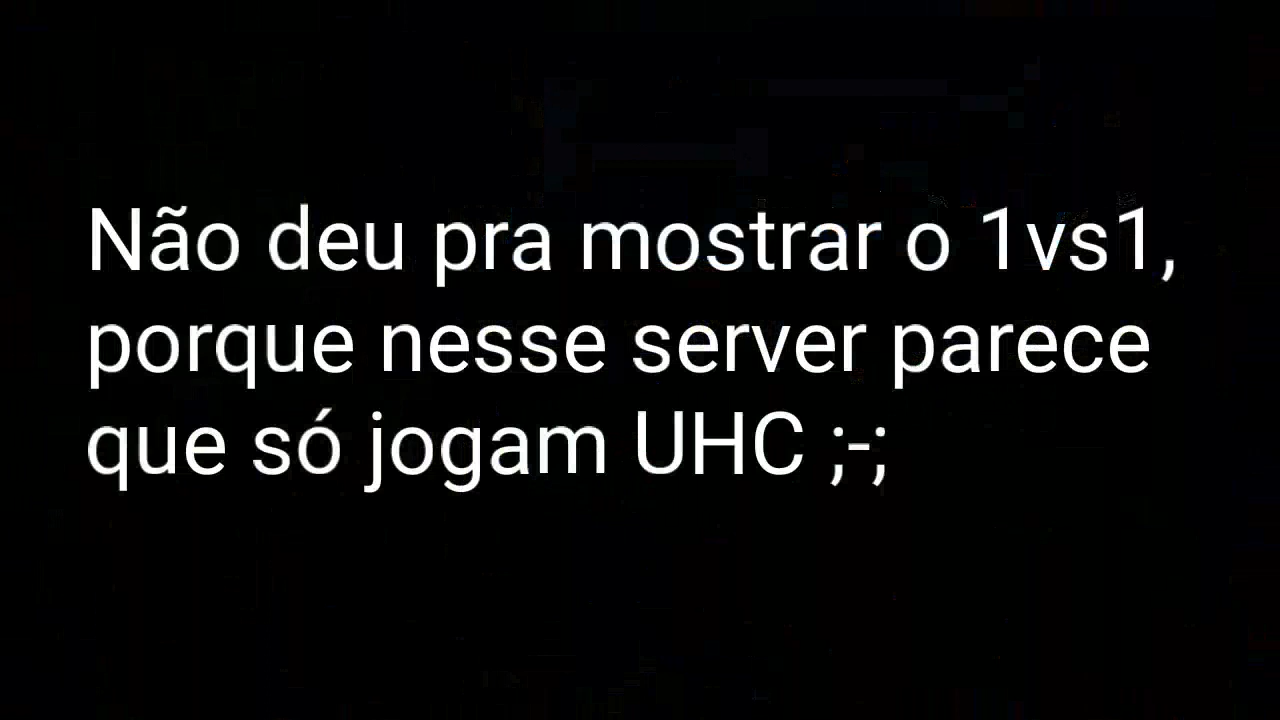 Não deu pra mostrar o 1vs1,
porque nesse server parece
que só jogam UHC ;-;